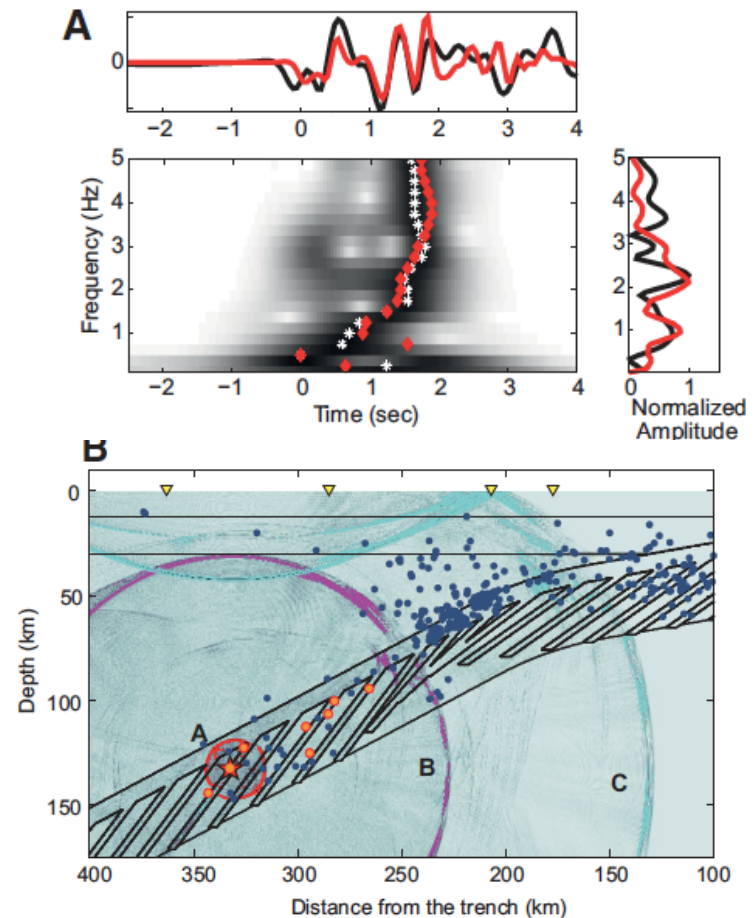 A
0
−2 −1 0 1 2 3 4
Frequency (Hz)
5
4
3
2
1
−2 −1 0 1 2 3 4
Time (sec)
5
4
3
2
1
0 1
Normalized
Amplitude
B
0
50
100
150
Depth (km)
A
B
C
400 350 300 250 200 150 100
Distance from the trench (km)